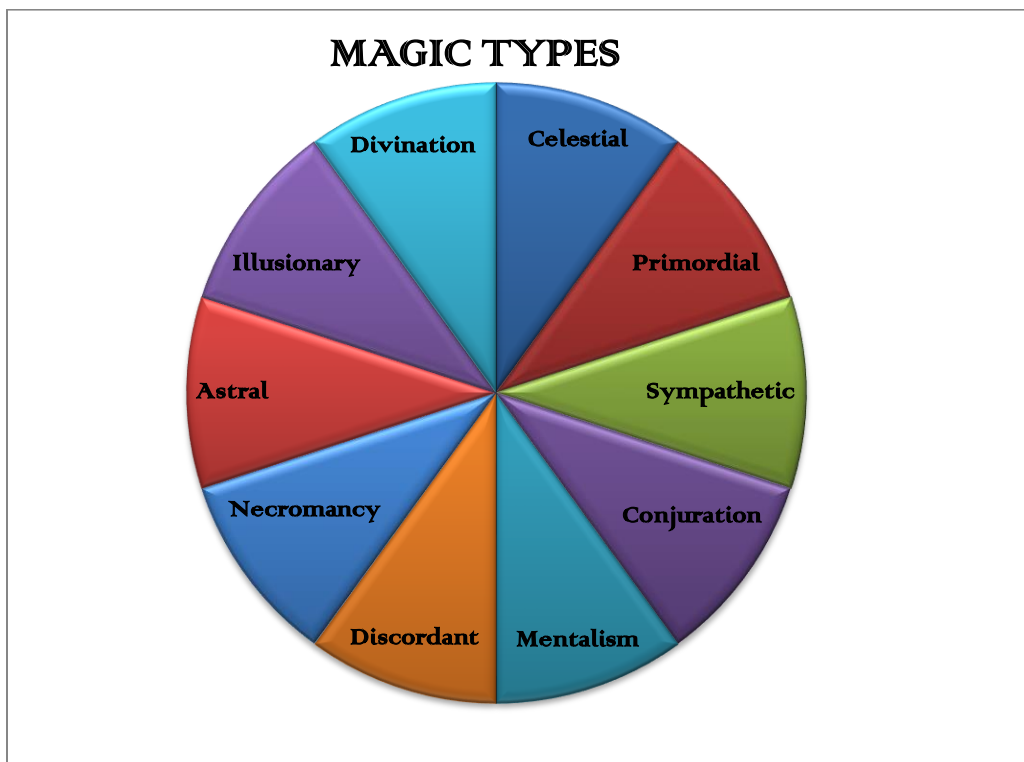 MAGIC TYPES
Divination
Celestial
Illusionary
Primordial
Astral
Sympathetic
Necromancy
Conjuration
Discordant
Mentalism